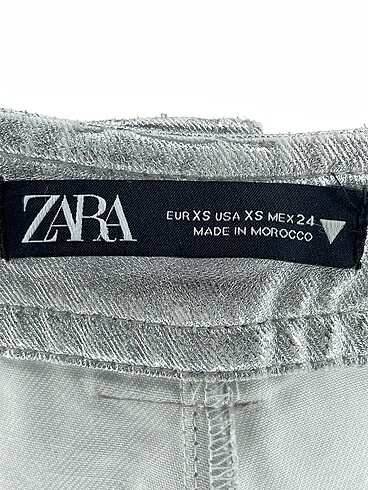 ZARA
EUR XS USA XS MEX 24
MADE IN MOROCCO